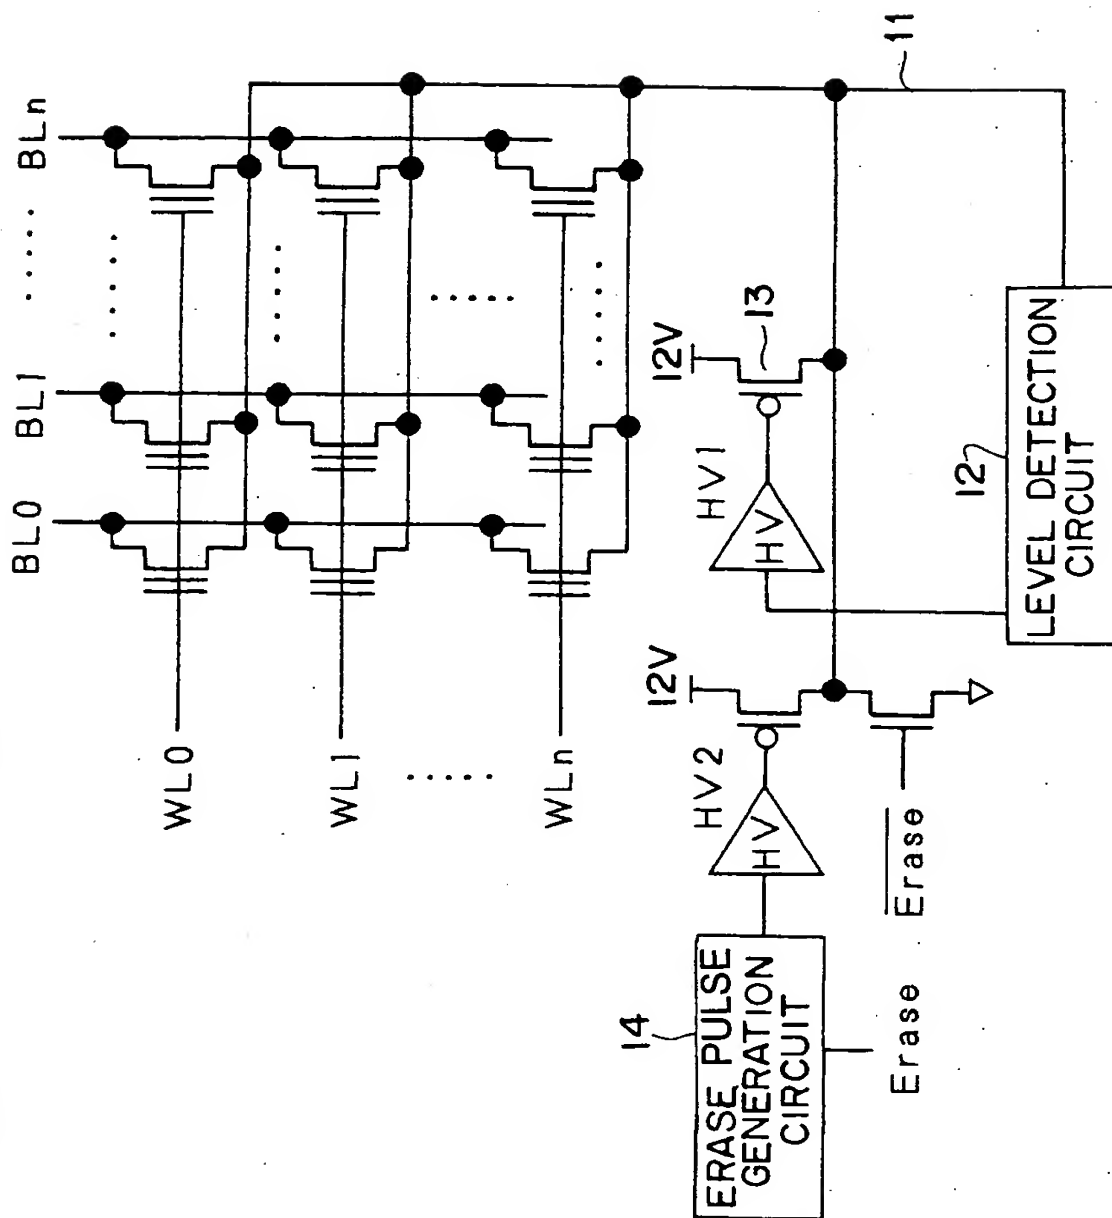 BL0
BL1
.....
BLn
WL0
WL1
.....
WLn
11
12V
13
HV1
HV
12
LEVEL DETECTION
CIRCUIT
12V
HV2
HV
Erase
14
ERASE PULSE
GENERATION
CIRCUIT
Erase